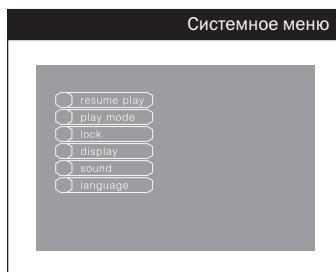 Системное меню
resume play
play mode
lock
display
sound
language